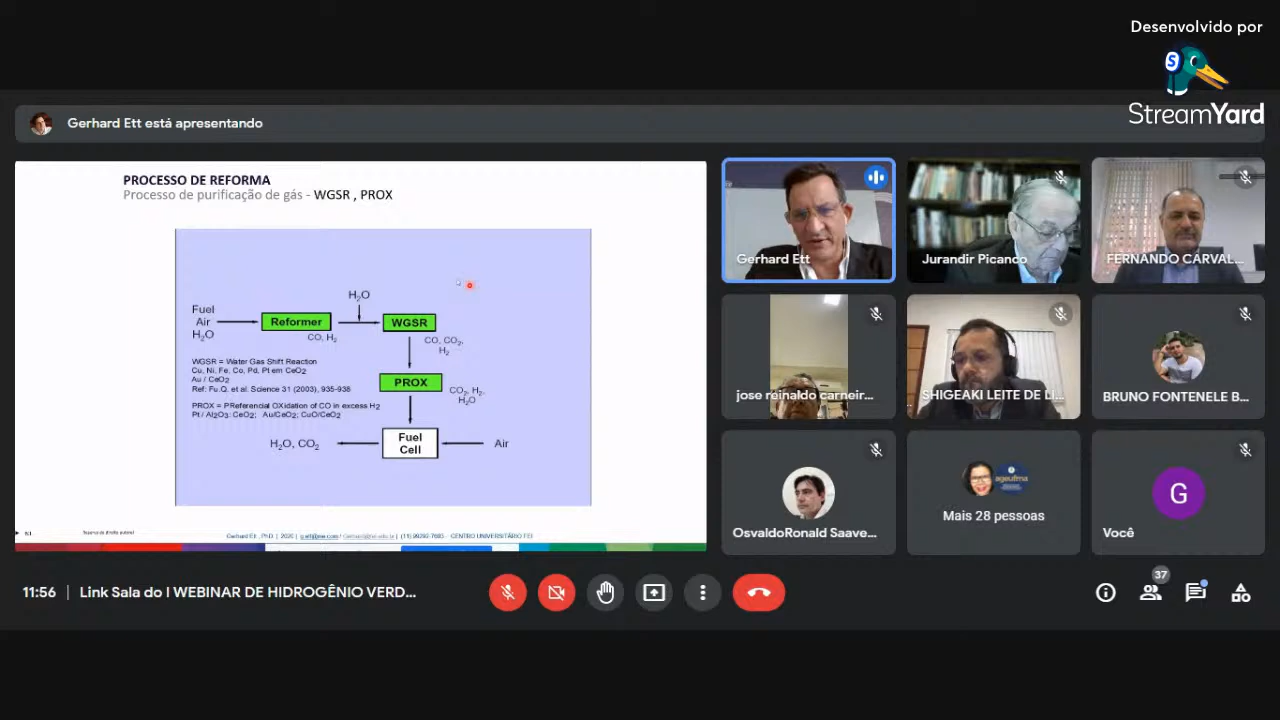 Desenvolvido por
StreamYard
Gerhard Ett está apresentando
PROCESSO DE REFORMA
Processo de purificação de gás - WGSR , PROX
Fuel
Air
H2O
Reformer
CO, H2
H2O
WGSR
CO, CO2,
H2
WGSR = Water Gas Shift Reaction
Cu, Ni, Fe, Co, Pd, Pt em CeO2
Au / CeO2
Ref: Fu.Q. et al. Science 31 (2003), 935-938
PROX
CO2, H2,
H2O
PROX = PReferencial OXidation of CO in excess H2
Pt / Al2O3: CeO2; Au/CeO2; CuO/CeO2
H2O, CO2
Fuel
Cell
Air
Gerhard Ett
Jurandir Picanço
FERNANDO CARVAL...
jose reinaldo carneir...
SHIGEAKI LEITE DE LI...
BRUNO FONTENELE B...
OsvaldoRonald Saave...
ageufma
Mais 28 pessoas
G
Você
11:56 | Link Sala do I WEBINAR DE HIDROGÊNIO VERD...
37